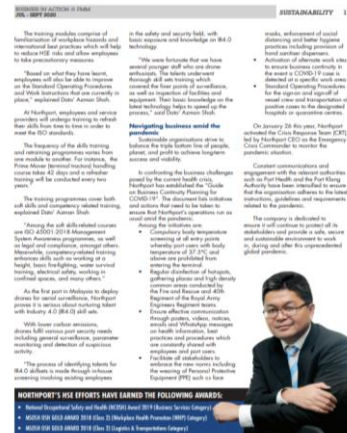 BUSINESS IN ACTION @ FMM
JUL - SEPT 2020
SUSTAINABILITY 3
The training modules comprise of
familiarisation of workplace hazards and
international best practices which will help
to reduce HSE risks and allow employees
to take precautionary measures.
"Based on what they have learnt,
employees will also be able to improve
on the Standard Operating Procedures
and Work Instructions that are currently in
place," explained Dato' Azman Shah.
At Northport, employees and service
providers will undergo training to refresh
their skills from time to time in order to
meet the ISO standards.
The frequency of the skills training
and retraining programmes varies from
one module to another. For instance, the
Prime Mover (terminal tractors) handling
course takes 42 days and a refresher
training will be conducted every two
years.
The training programmes cover both
soft skills and competency related training,
explained Dato' Azman Shah.
"Among the soft skills related courses
are ISO 45001:2018 Management
System Awareness programmes, as well
as legal and compliance, amongst others.
Meanwhile, competency-related training
enhances skills such as working at a
height, basic firefighting, water survival
training, electrical safety, working in
confined spaces, and many others."
As the first port in Malaysia to deploy
drones for aerial surveillance, Northport
proves it is serious about nurturing talent
with Industry 4.0 (IR4.0) skill sets.
With lower carbon emissions,
drones fulfil various port security needs
including general surveillance, parameter
monitoring and detection of suspicious
activity.
"The process of identifying talents for
IR4.0 skillsets is made through in-house
screening involving existing employees
in the safety and security field, with
basic exposure and knowledge on IR4.0
technology.
"We were fortunate that we have
several younger staff who are drone
enthusiasts. The talents underwent
thorough skill sets training which
covered the finer points of surveillance,
as well as inspection of facilities and
equipment. Their basic knowledge on the
latest technology helps to speed up the
process," said Dato' Azman Shah.
Navigating business amid the
pandemic
Sustainable organisations strive to
balance the triple bottom line of people,
planet, and profit to achieve long-term
success and viability.
In confronting the business challenges
posed by the current health crisis,
Northport has established the "Guide
on Business Continuity Planning for
COVID-19". The document lists initiatives
and actions that need to be taken to
ensure that Northport's operations run as
usual amid the pandemic.
Among the initiatives are:
• Compulsory body temperature
screening at all entry points
whereby port users with body
temperature of 37.5°C and
above are prohibited from
entering the terminal.
• Regular disinfection of hotspots,
gathering places and high density
common areas conducted by
the Fire and Rescue and 40th
Regiment of the Royal Army
Engineers Regiment teams.
• Ensure effective communication
through posters, videos, notices,
emails and WhatsApp messages
on health information, best
practices and procedures which
are constantly shared with
employees and port users.
• Facilitate all stakeholders to
embrace the new norms including
the wearing of Personal Protective
Equipment (PPE) such as face
masks, enforcement of social
distancing and better hygiene
practices including provision of
hand sanitiser dispensers.
• Activation of alternate work sites
to ensure business continuity in
the event a COVID-19 case is
detected at a specific work area.
• Standard Operating Procedures
for the sign-on and sign-off of
vessel crew and transportation of
positive cases to the designated
hospitals or quarantine centres.
On January 26 this year, Northport
activated the Crisis Response Team (CRT)
led by Northport CEO as the Emergency
Crisis Commander to monitor the
pandemic situation.
Constant communications and
engagement with the relevant authorities
such as Port Health and the Port Klang
Authority have been intensified to ensure
that the organisation adheres to the latest
instructions, guidelines and requirements
related to the pandemic.
The company is dedicated to
ensure it will continue to protect all its
stakeholders and provide a safe, secure
and sustainable environment to work
in, during and after this unprecedented
global pandemic.
NORTHPORT'S HSE EFFORTS HAVE EARNED THE FOLLOWING AWARDS:
• National Occupational Safety and Health (NCOSH) Award 2019 (Business Services Category)
• MSOSH OSH GOLD AWARD 2018 (Class 2) (Workplace Health Promotion (WHP) Category)
• MSOSH OSH GOLD AWARD 2018 (Class 2) (Logistics & Transportations Category)